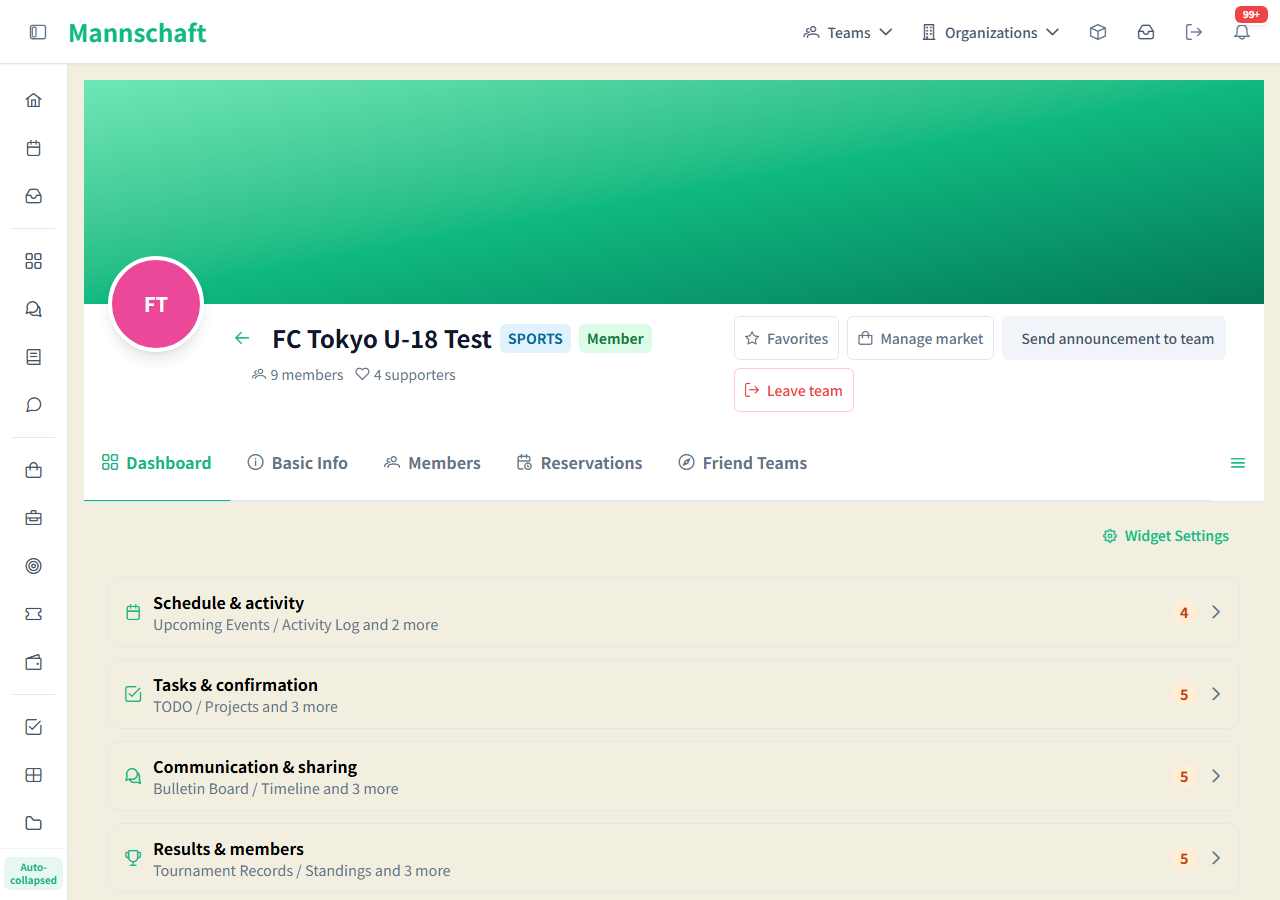 Mannschaft
Teams
Organizations
99+
FT
FC Tokyo U-18 Test
SPORTS
Member
9 members
4 supporters
Favorites
Manage market
Send announcement to team
Leave team
Dashboard
Basic Info
Members
Reservations
Friend Teams
Widget Settings
Schedule & activity
Upcoming Events / Activity Log and 2 more
4
Tasks & confirmation
TODO / Projects and 3 more
5
Communication & sharing
Bulletin Board / Timeline and 3 more
5
Results & members
Tournament Records / Standings and 3 more
5
Auto-
collapsed